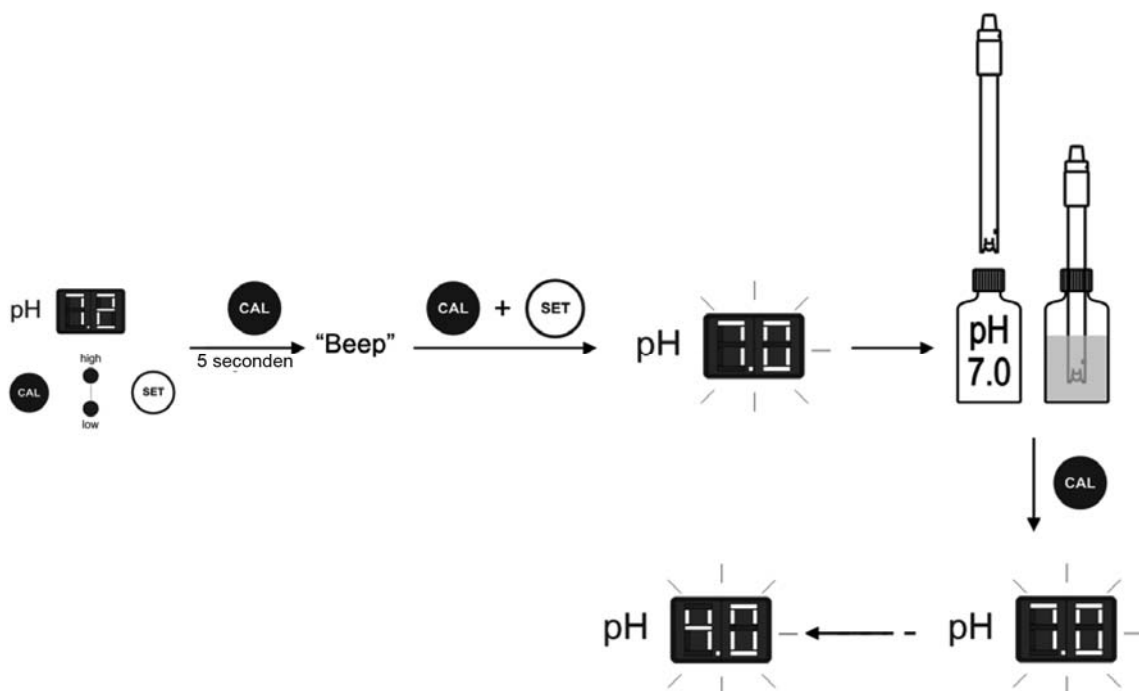 pH 7.2
high
CAL
SET
low
CAL
5 seconden
"Beep"
CAL + SET
pH 7.0
pH
7.0
CAL
pH 7.0
pH 4.0